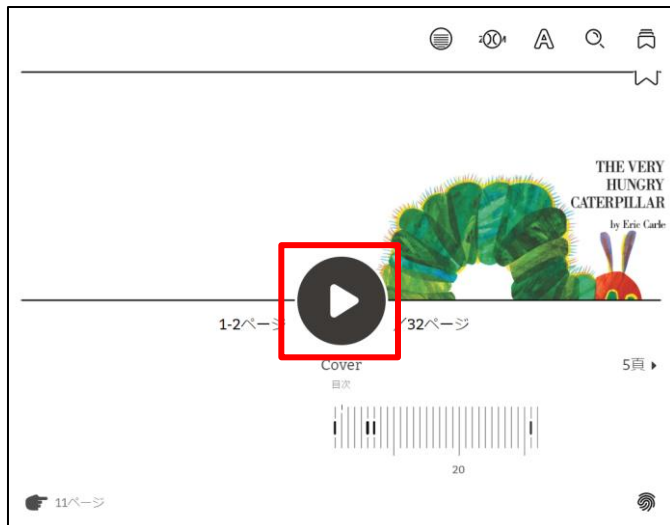 THE VERY
HUNGRY
CATERPILLAR
by Eric Carle
1-2ページ /32ページ
Cover
5頁
目次
20
11ページ